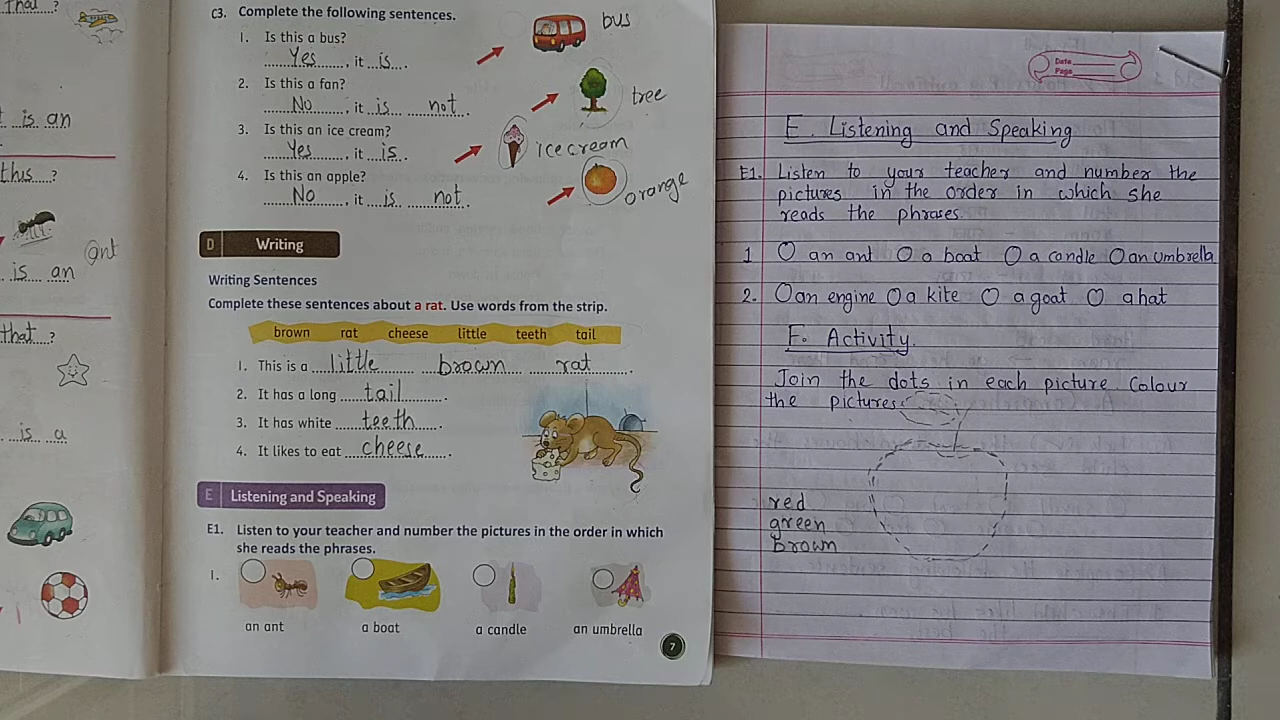 that ?
is an
this ?
ant
is an
that ?
is a
C3. Complete the following sentences.
1. Is this a bus?
Yes, it is.
bus
2. Is this a fan?
No, it is not.
tree
3. Is this an ice cream?
Yes, it is.
icecream
4. Is this an apple?
No, it is not.
orange
D Writing
Writing Sentences
Complete these sentences about a rat. Use words from the strip.
brown rat cheese little teeth tail
1. This is a little brown rat.
2. It has a long tail.
3. It has white teeth.
4. It likes to eat cheese.
E Listening and Speaking
E1. Listen to your teacher and number the pictures in the order in which
she reads the phrases.
1.
an ant a boat a candle an umbrella
7
Date
Page
E. Listening and Speaking
E1. Listen to your teacher and number the
pictures in the order in which she
reads the phrases.
1 an ant a boat a candle an umbrella
2. an engine a kite a goat a hat
F. Activity.
Join the dots in each picture Colour
the pictures.
red
green
brown